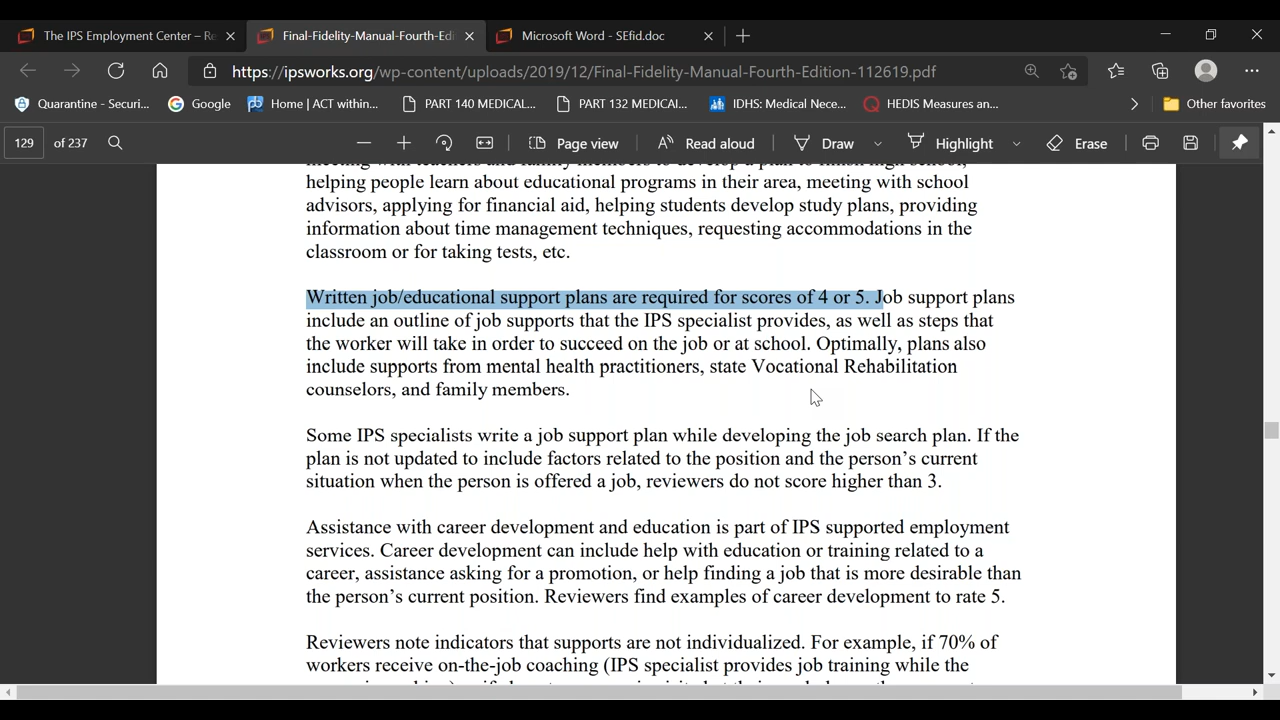 The IPS Employment Center – Re
Final-Fidelity-Manual-Fourth-Edi
Microsoft Word - SEfid.doc
https://ipsworks.org/wp-content/uploads/2019/12/Final-Fidelity-Manual-Fourth-Edition-112619.pdf
Quarantine - Securi...
Google
Home | ACT within...
PART 140 MEDICAL...
PART 132 MEDICAL...
IDHS: Medical Nece...
HEDIS Measures an...
Other favorites
129 of 237
Page view
Read aloud
Draw
Highlight
Erase
meeting with teachers and family members to develop a plan to finish high school,
helping people learn about educational programs in their area, meeting with school
advisors, applying for financial aid, helping students develop study plans, providing
information about time management techniques, requesting accommodations in the
classroom or for taking tests, etc.
Written job/educational support plans are required for scores of 4 or 5. Job support plans
include an outline of job supports that the IPS specialist provides, as well as steps that
the worker will take in order to succeed on the job or at school. Optimally, plans also
include supports from mental health practitioners, state Vocational Rehabilitation
counselors, and family members.
Some IPS specialists write a job support plan while developing the job search plan. If the
plan is not updated to include factors related to the position and the person's current
situation when the person is offered a job, reviewers do not score higher than 3.
Assistance with career development and education is part of IPS supported employment
services. Career development can include help with education or training related to a
career, assistance asking for a promotion, or help finding a job that is more desirable than
the person's current position. Reviewers find examples of career development to rate 5.
Reviewers note indicators that supports are not individualized. For example, if 70% of
workers receive on-the-job coaching (IPS specialist provides job training while the